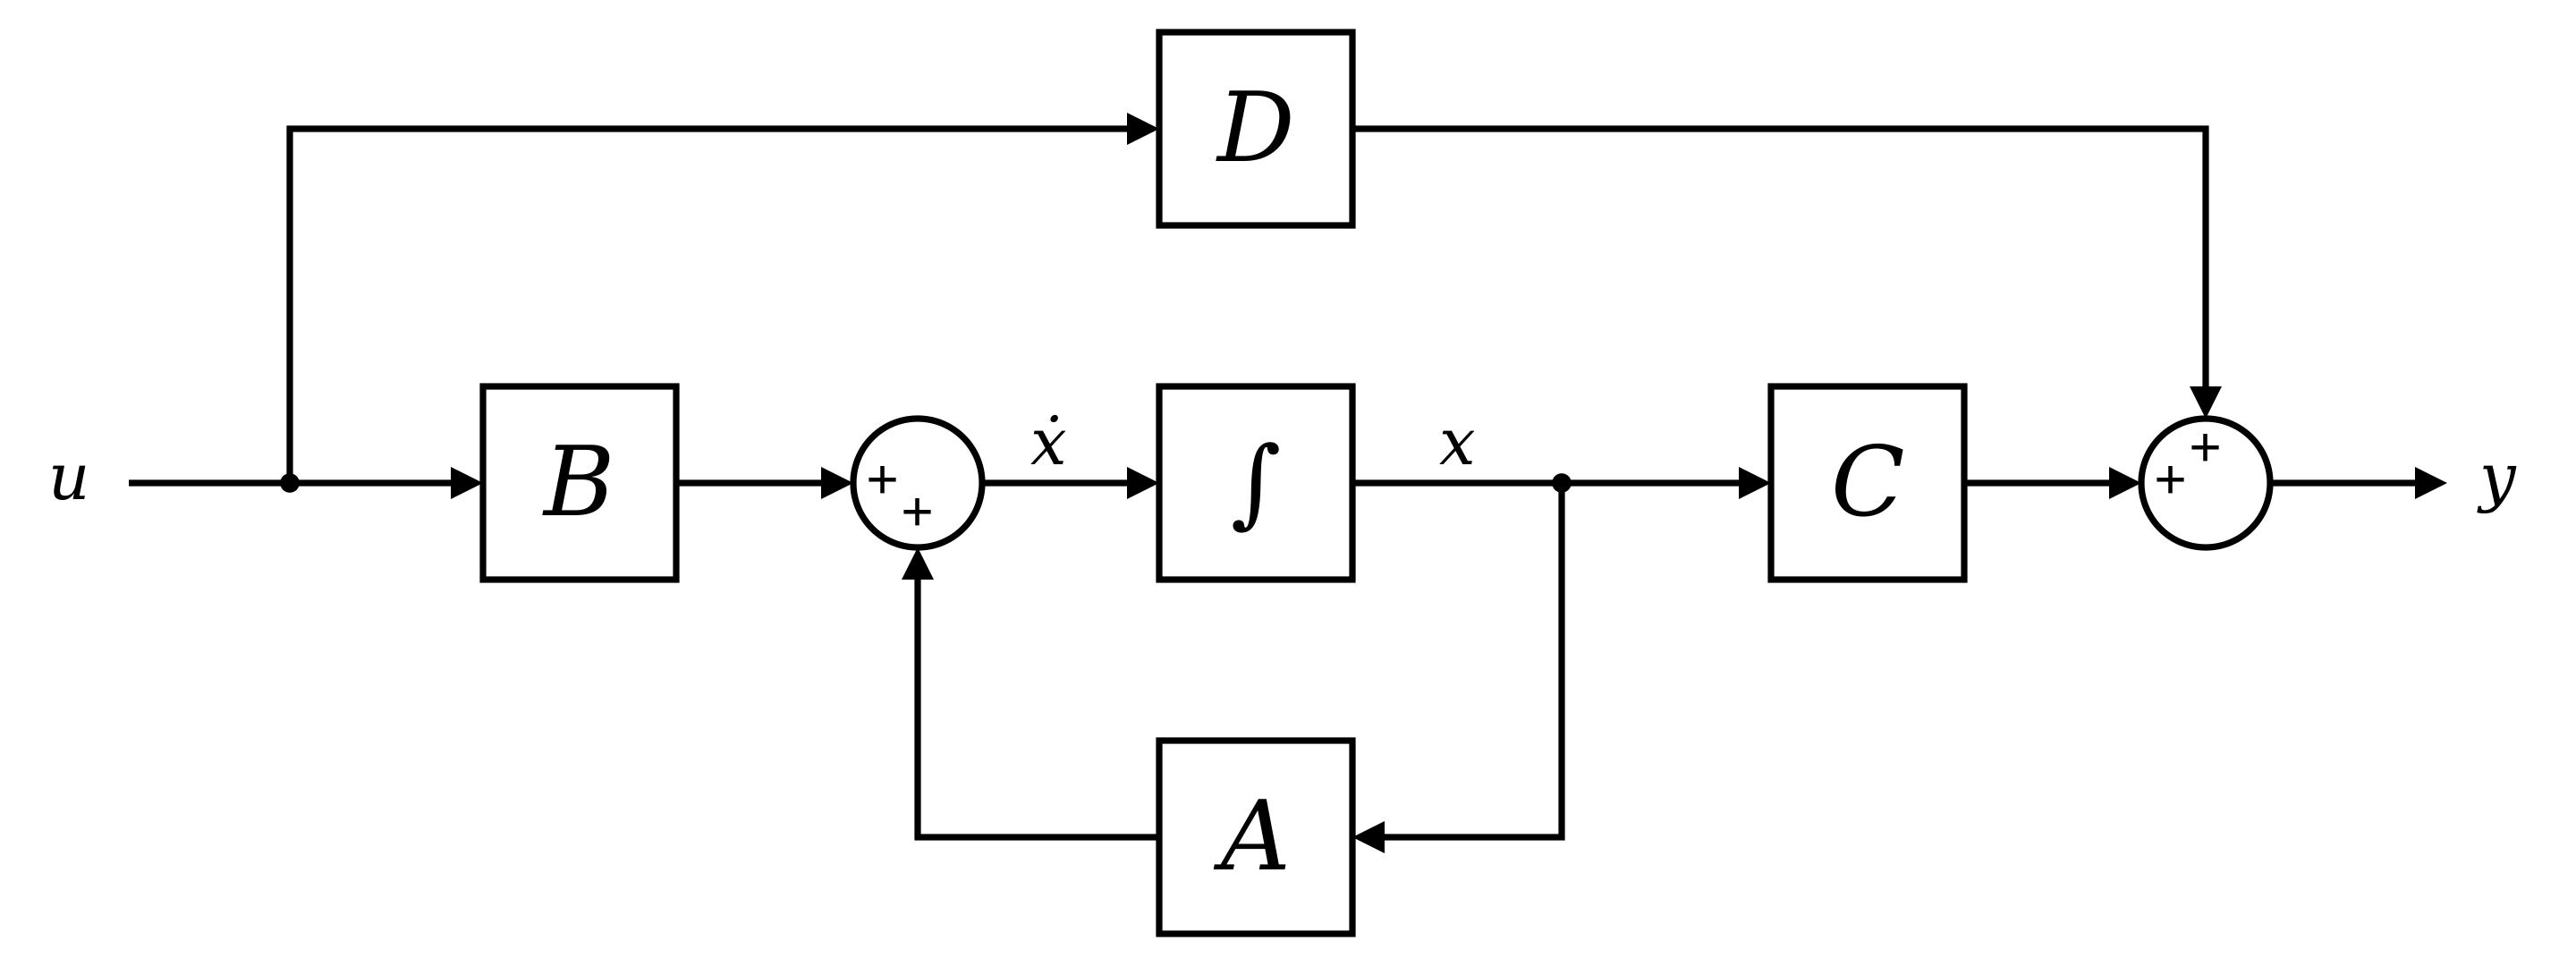 D
u
B
+
+
ẋ
∫
x
C
+
+
y
A